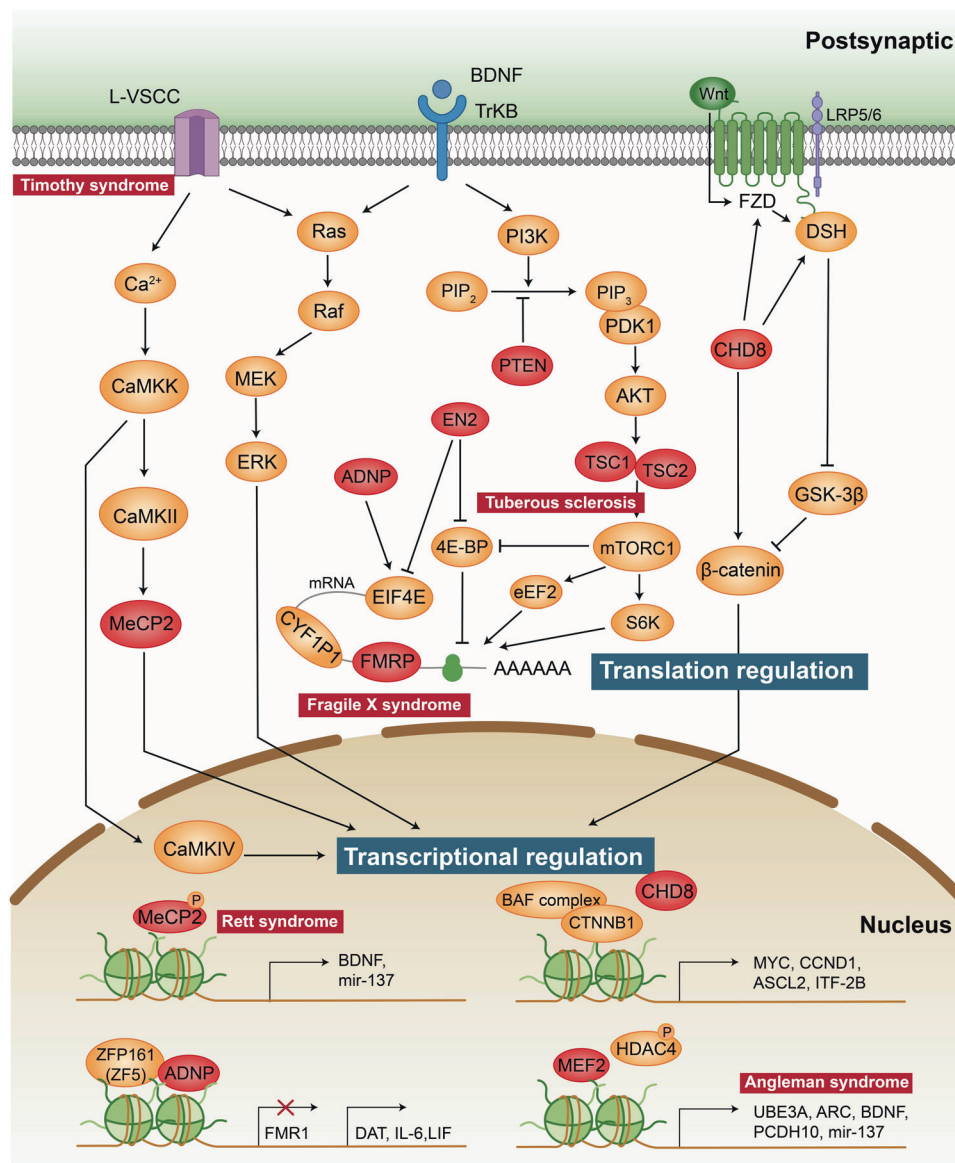 Postsynaptic
BDNF
L-VSCC
TrKB
Wnt
LRP5/6
Timothy syndrome
FZD
DSH
Ras
PI3K
Ca²⁺
PIP₂
PIP₃
Raf
PDK1
PTEN
CHD8
CaMKK
MEK
AKT
EN2
ERK
TSC1
TSC2
ADNP
GSK-3β
Tuberous sclerosis
CaMKII
4E-BP
mTORC1
β-catenin
mRNA
EIF4E
eEF2
MeCP2
CYF1P1
S6K
FMRP
AAAAAA
Translation regulation
Fragile X syndrome
CaMKIV
Transcriptional regulation
CHD8
BAF complex
P
MeCP2
Rett syndrome
CTNNB1
Nucleus
BDNF,
mir-137
MYC, CCND1,
ASCL2, ITF-2B
ZFP161
(ZF5)
ADNP
P
HDAC4
MEF2
Angleman syndrome
FMR1
DAT, IL-6,LIF
UBE3A, ARC, BDNF,
PCDH10, mir-137